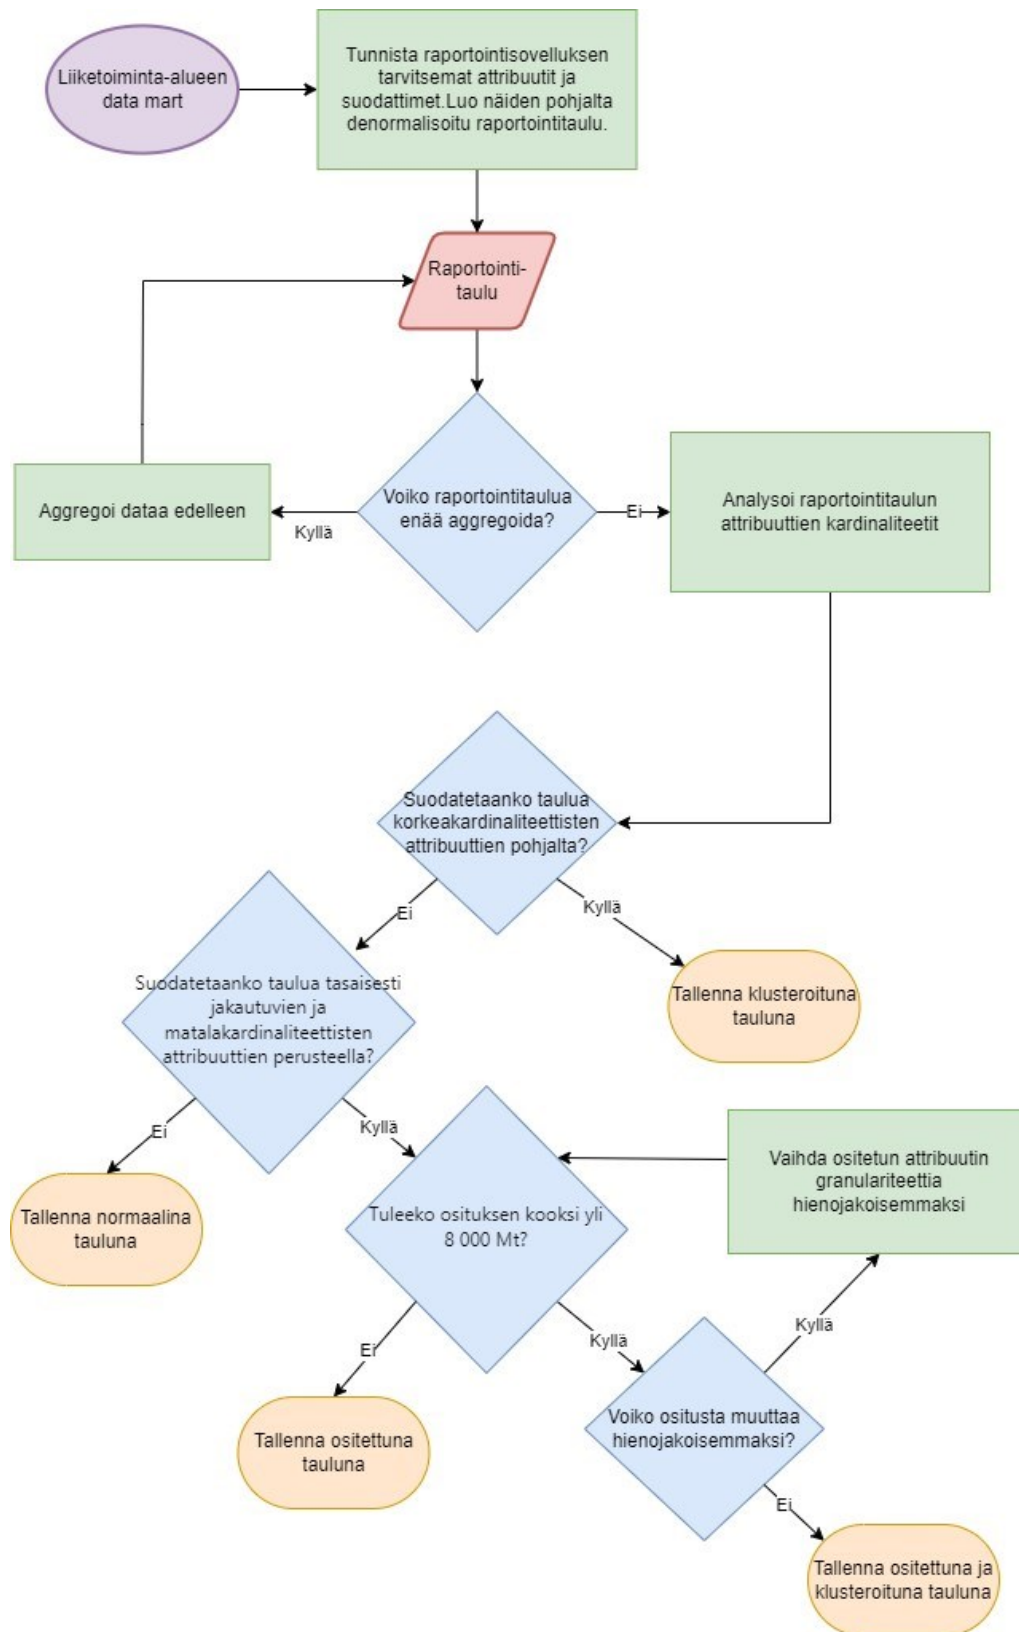 Liiketoiminta-alueen
data mart
Tunnista raportointisovelluksen
tarvitsemat attribuutit ja
suodattimet.Luo näiden pohjalta
denormalisoitu raportointitaulu.
Raportointi-
taulu
Aggregoi dataa edelleen
Kyllä
Voiko raportointitaulua
enää aggregoida?
Ei
Analysoi raportointitaulun
attribuuttien kardinaliteetit
Suodatetaanko taulua
korkeakardinaliteettisten
attribuuttien pohjalta?
Ei
Kyllä
Suodatetaanko taulua tasaisesti
jakautuvien ja
matalakardinaliteettisten
attribuuttien perusteella?
Tallenna klusteroituna
tauluna
Ei
Kyllä
Tallenna normaalina
tauluna
Tuleeko osituksen kooksi yli
8 000 Mt?
Vaihda ositetun attribuutin
granulariteettia
hienojakoisemmaksi
Ei
Kyllä
Kyllä
Tallenna ositettuna
tauluna
Voiko ositusta muuttaa
hienojakoisemmaksi?
Ei
Tallenna ositettuna ja
klusteroituna tauluna